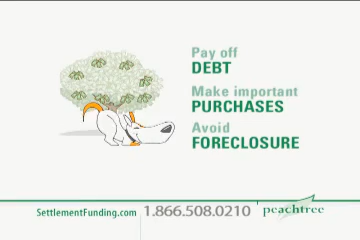 Pay off
DEBT
Make important
PURCHASES
Avoid
FORECLOSURE
SettlementFunding.com 1.866.508.0210 peachtree